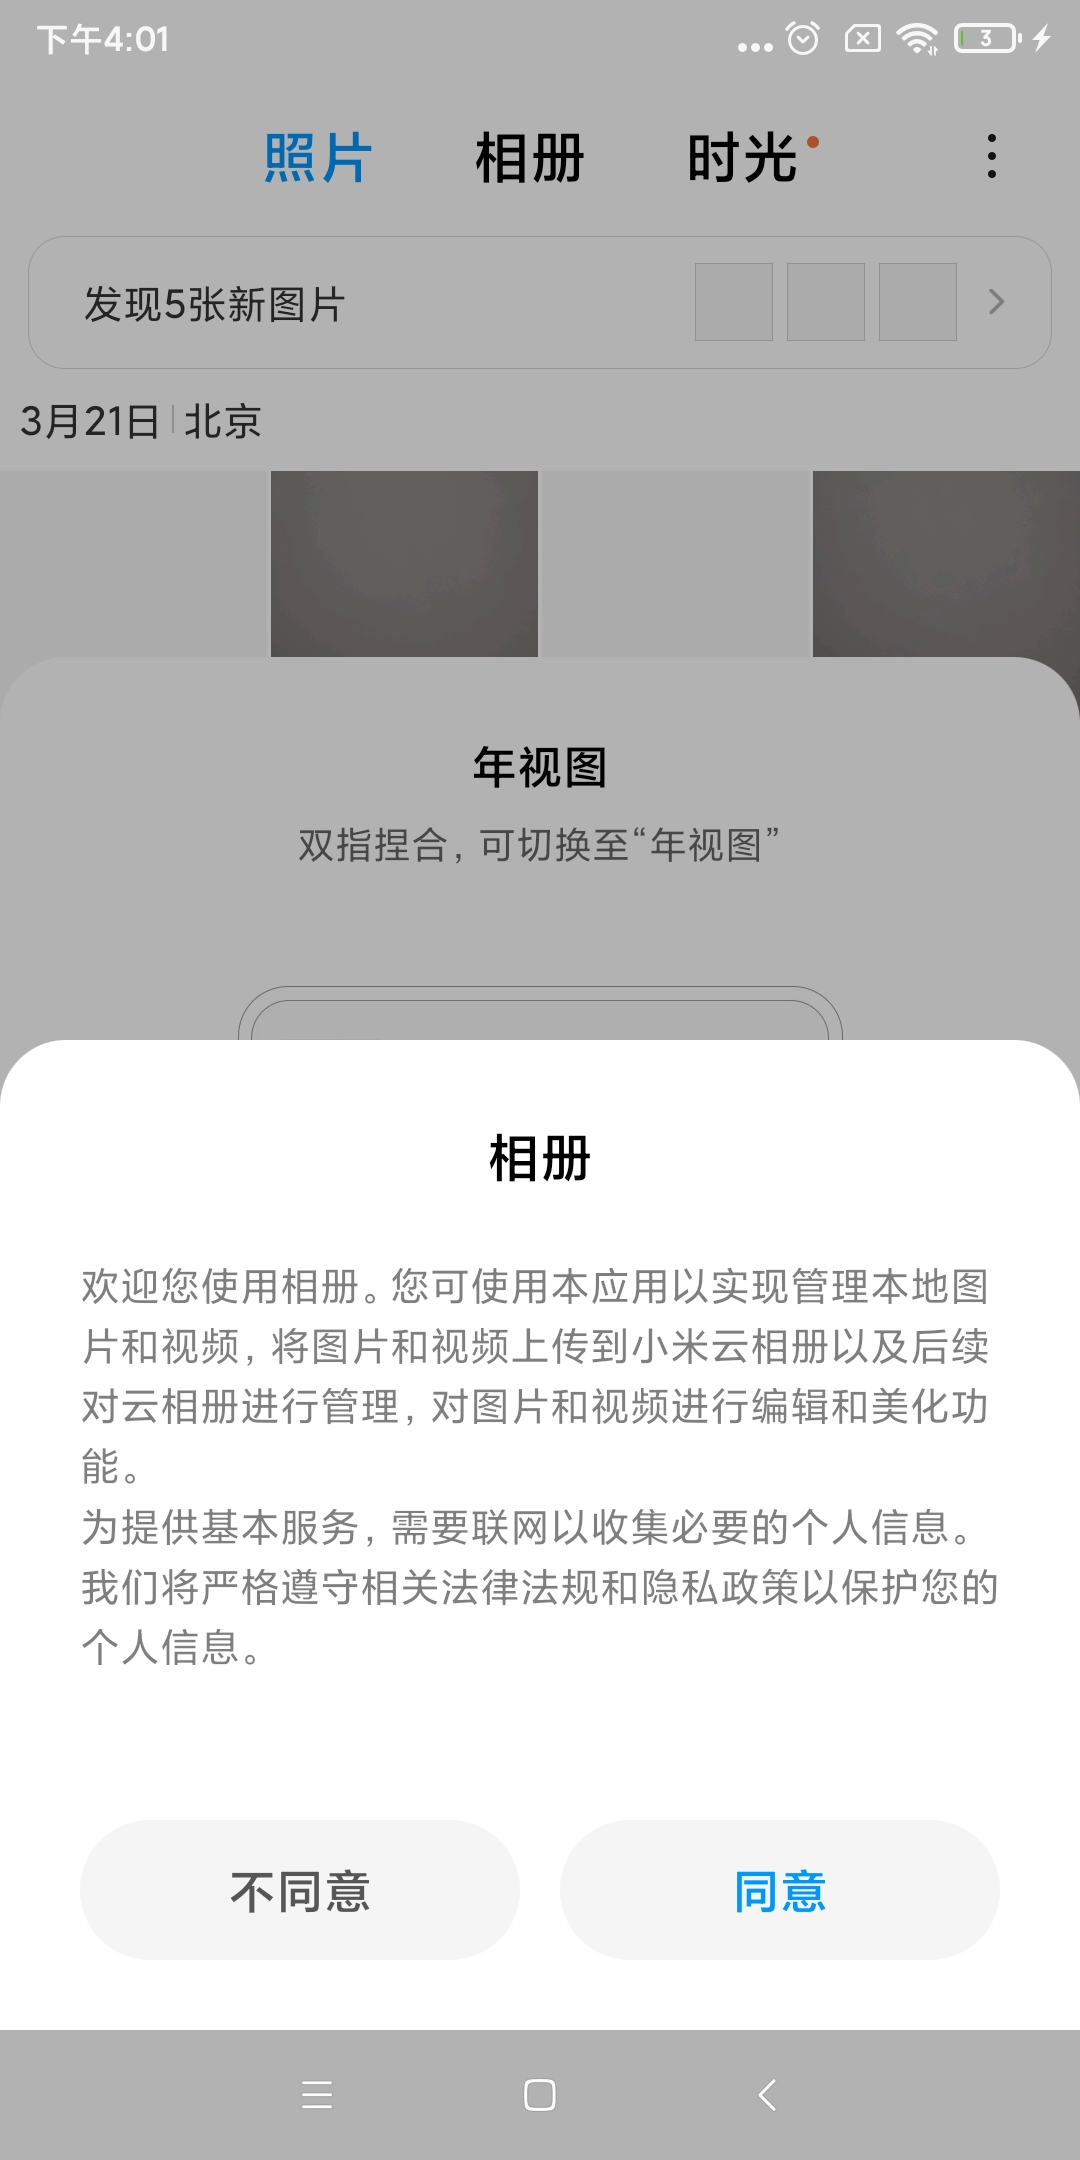 下午4:01
3
照片 相册 时光
发现5张新图片
3月21日 北京
年视图
双指捏合，可切换至“年视图”
相册
欢迎您使用相册。您可使用本应用以实现管理本地图
片和视频，将图片和视频上传到小米云相册以及后续
对云相册进行管理，对图片和视频进行编辑和美化功
能。
为提供基本服务，需要联网以收集必要的个人信息。
我们将严格遵守相关法律法规和隐私政策以保护您的
个人信息。
不同意 同意